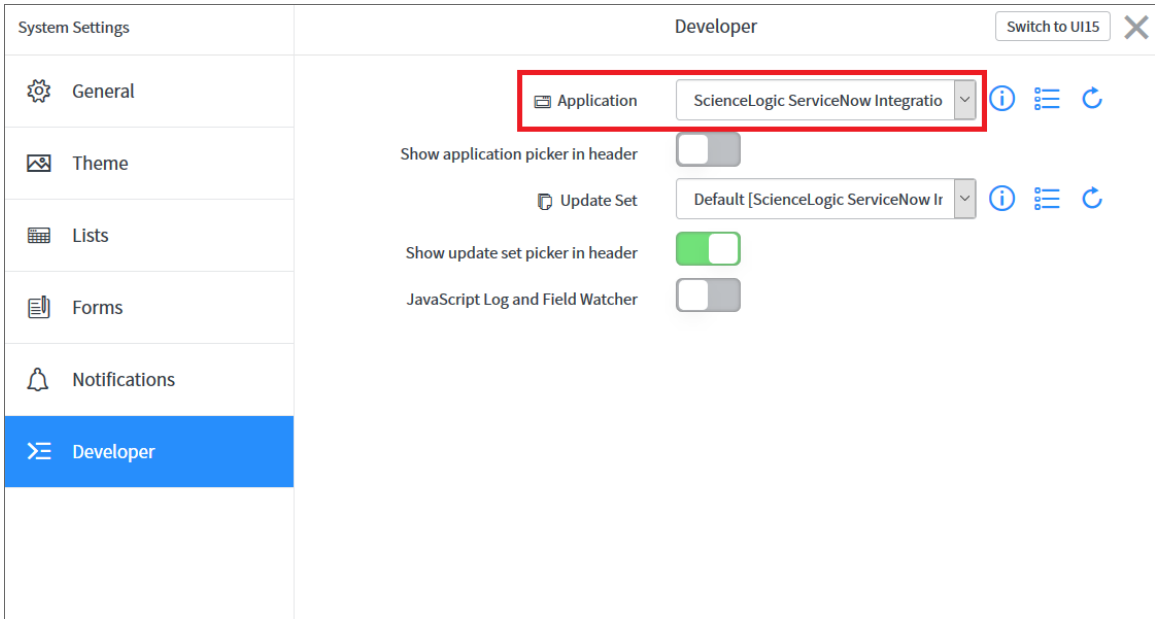 System Settings
Developer
Switch to UI15
General
Theme
Lists
Forms
Notifications
Developer
Application
ScienceLogic ServiceNow Integratio
Show application picker in header
Update Set
Default [ScienceLogic ServiceNow Ir
Show update set picker in header
JavaScript Log and Field Watcher